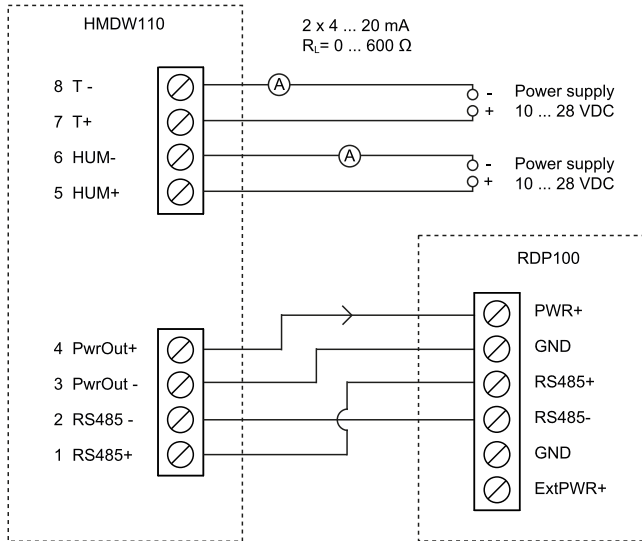 HMDW110
2 x 4 ... 20 mA
RL= 0 ... 600 Ω
8 T -
A
- Power supply
7 T+
+ 10 ... 28 VDC
6 HUM-
A
- Power supply
5 HUM+
+ 10 ... 28 VDC
RDP100
PWR+
4 PwrOut+
GND
3 PwrOut -
RS485+
2 RS485 -
RS485-
1 RS485+
GND
ExtPWR+